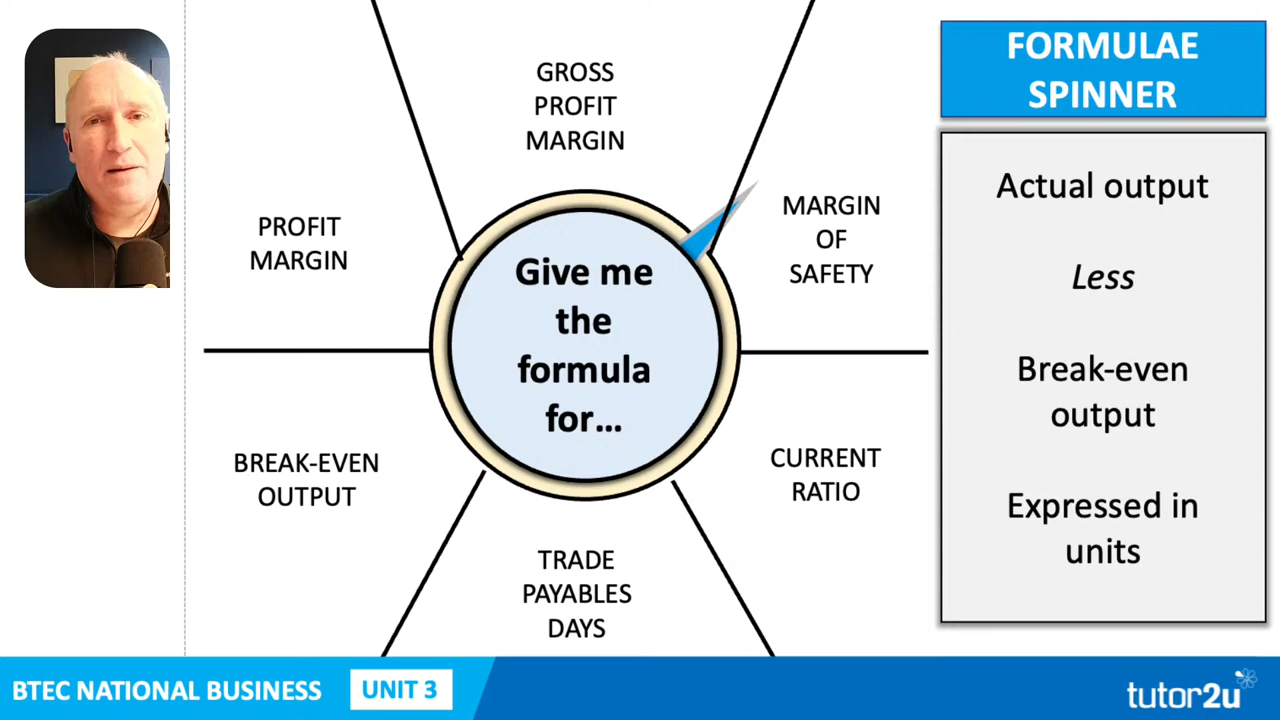 GROSS
PROFIT
MARGIN
FORMULAE
SPINNER
PROFIT
MARGIN
MARGIN
OF
SAFETY
Give me
the
formula
for...
BREAK-EVEN
OUTPUT
CURRENT
RATIO
TRADE
PAYABLES
DAYS
Actual output
Less
Break-even
output
Expressed in
units
BTEC NATIONAL BUSINESS
UNIT 3
tutor2u